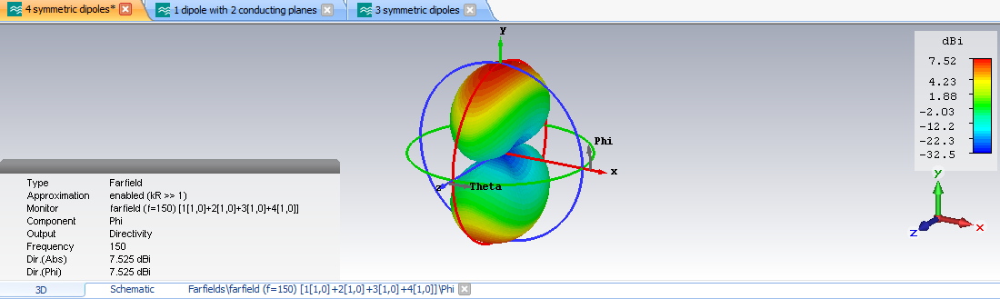 4 symmetric dipoles* 1 dipole with 2 conducting planes 3 symmetric dipoles
y
dBi
7.52
4.23
1.88
-2.03
-12.2
-22.3
-32.5
Phi
x
z Theta
y
x
z
Type Farfield
Approximation enabled (kR >> 1)
Monitor farfield (f=150) [1[1,0]+2[1,0]+3[1,0]+4[1,0]]
Component Phi
Output Directivity
Frequency 150
Dir.(Abs) 7.525 dBi
Dir.(Phi) 7.525 dBi
3D Schematic Farfields\farfield (f=150) [1[1,0]+2[1,0]+3[1,0]+4[1,0]]\Phi